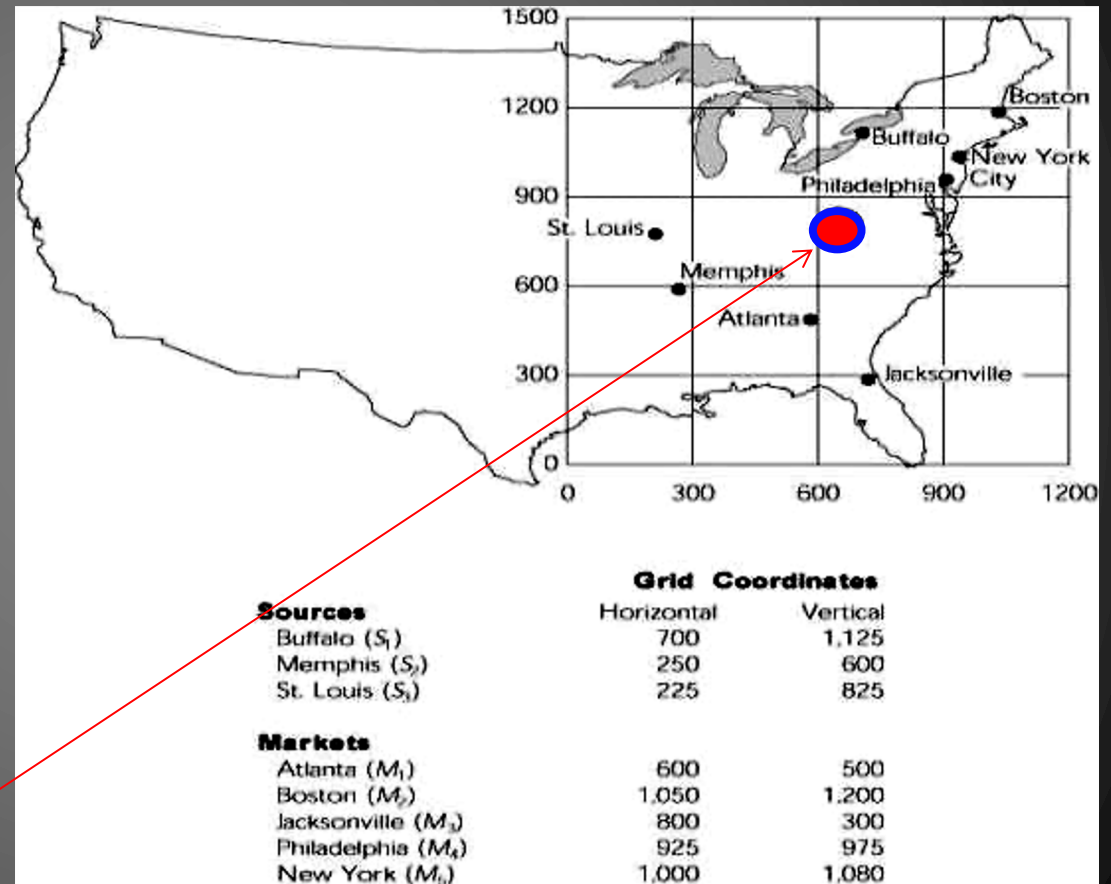 1500
1200
Boston
Buffalo
New York
City
Philadelphia
900
St. Louis
Memphis
600
Atlanta
300
Jacksonville
0
0 300 600 900 1200
Grid Coordinates
Sources Horizontal Vertical
Buffalo (S₁) 700 1,125
Memphis (S₂) 250 600
St. Louis (S₃) 225 825
Markets
Atlanta (M₁) 600 500
Boston (M₂) 1,050 1,200
Jacksonville (M₃) 800 300
Philadelphia (M₄) 925 975
New York (M₅) 1,000 1,080